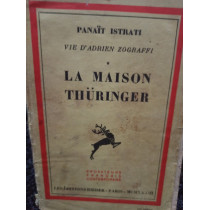 PANAÏT ISTRATI
VIE D'ADRIEN ZOGRAFFI
LA MAISON
THÜRINGER